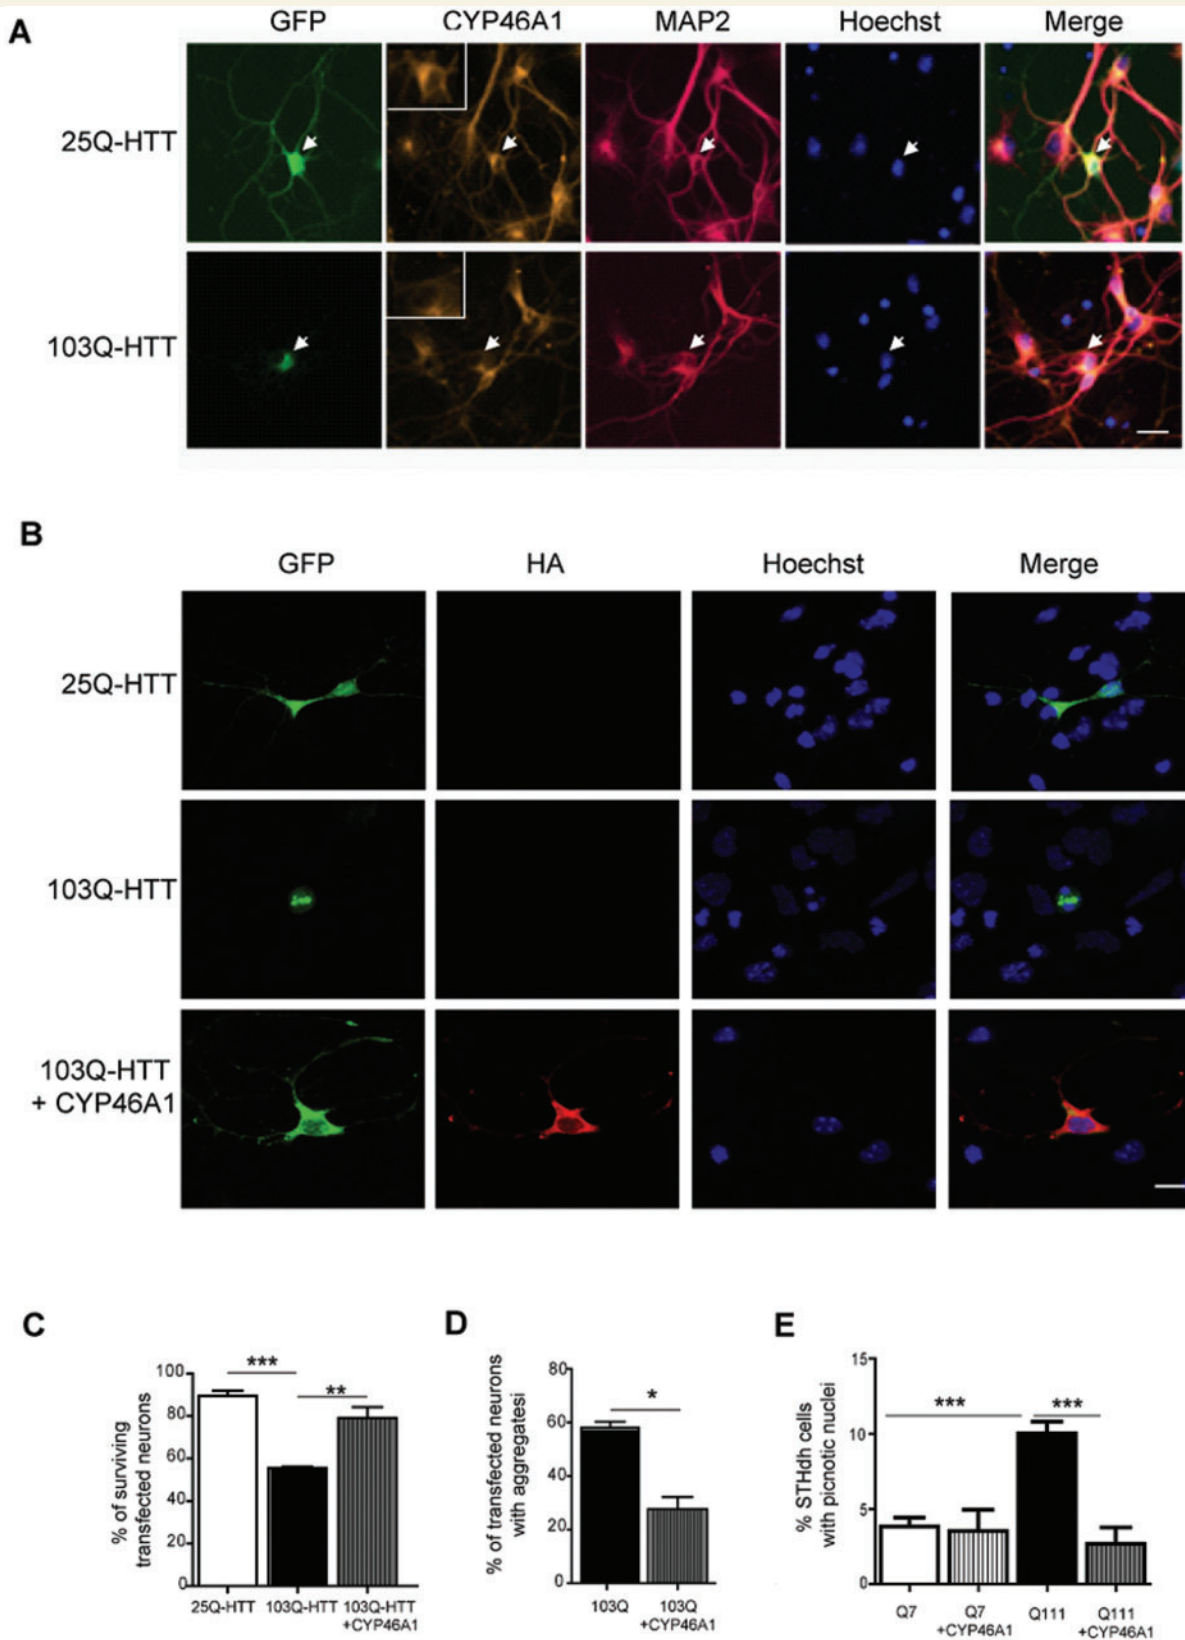 A
GFP CYP46A1 MAP2 Hoechst Merge
25Q-HTT
103Q-HTT
B
GFP HA Hoechst Merge
25Q-HTT
103Q-HTT
103Q-HTT
+ CYP46A1
C
% of surviving
transfected neurons
100
80
60
40
20
0
***
**
25Q-HTT 103Q-HTT 103Q-HTT
+CYP46A1
D
% of transfected neurons
with aggregatesi
80
60
40
20
0
*
103Q 103Q
+CYP46A1
E
% STHdh cells
with picnotic nuclei
15
10
5
0
*** ***
Q7 Q7 Q111 Q111
+CYP46A1 +CYP46A1